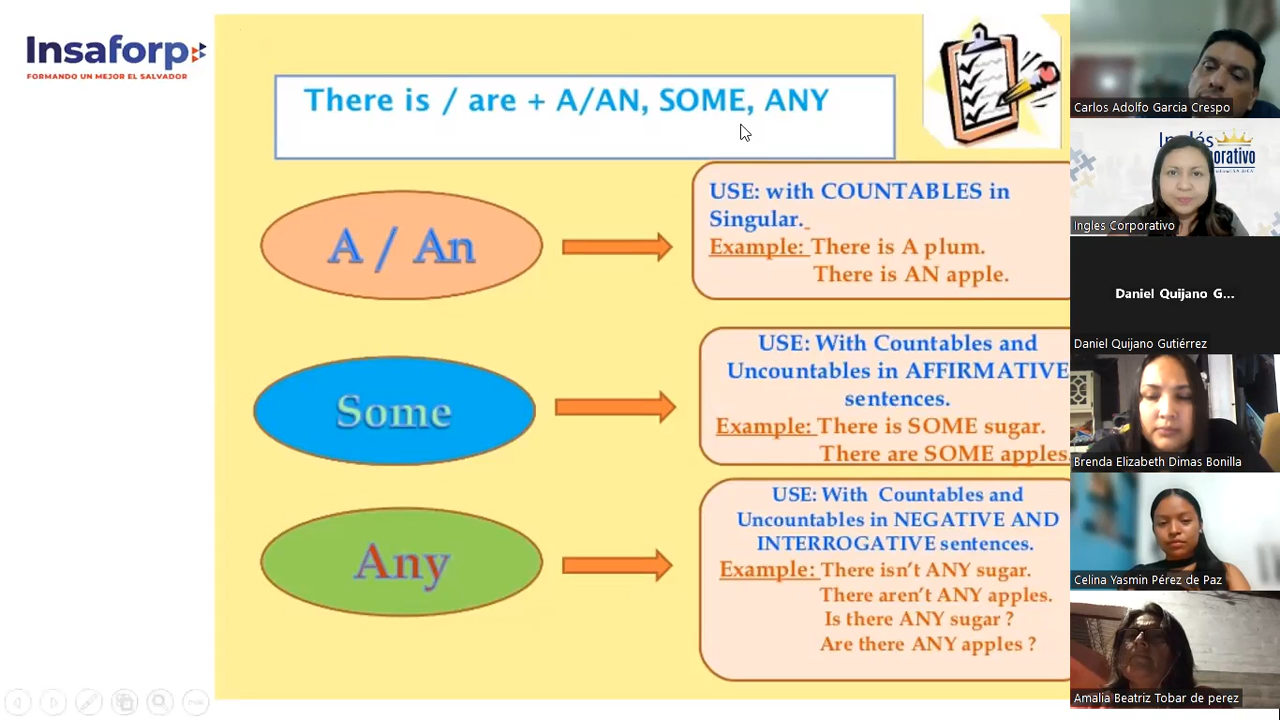 Insaforp
FORMANDO UN MEJOR EL SALVADOR
There is / are + A/AN, SOME, ANY
A / An
USE: with COUNTABLES in
Singular.
Example: There is A plum.
There is AN apple.
Some
USE: With Countables and
Uncountables in AFFIRMATIVE
sentences.
Example: There is SOME sugar.
There are SOME apples.
Any
USE: With Countables and
Uncountables in NEGATIVE AND
INTERROGATIVE sentences.
Example: There isn't ANY sugar.
There aren't ANY apples.
Is there ANY sugar ?
Are there ANY apples ?
Carlos Adolfo Garcia Crespo
Inglés
Ingles Corporativo
Daniel Quijano G...
Daniel Quijano Gutiérrez
Brenda Elizabeth Dimas Bonilla
Celina Yasmin Pérez de Paz
Amalia Beatriz Tobar de perez